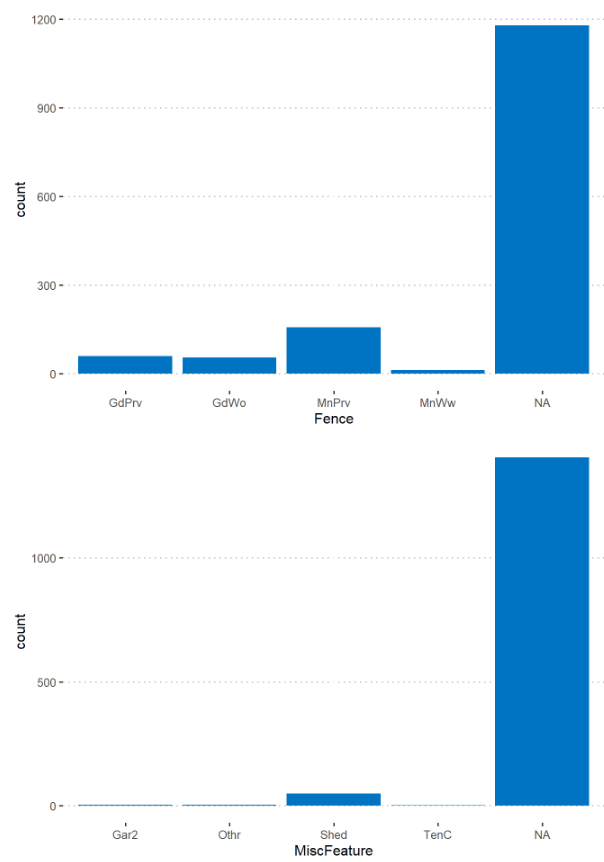 1200
900
600
300
0
count
GdPrv GdWo MnPrv MnWw NA
Fence
1000
500
0
count
Gar2 Othr Shed TenC NA
MiscFeature